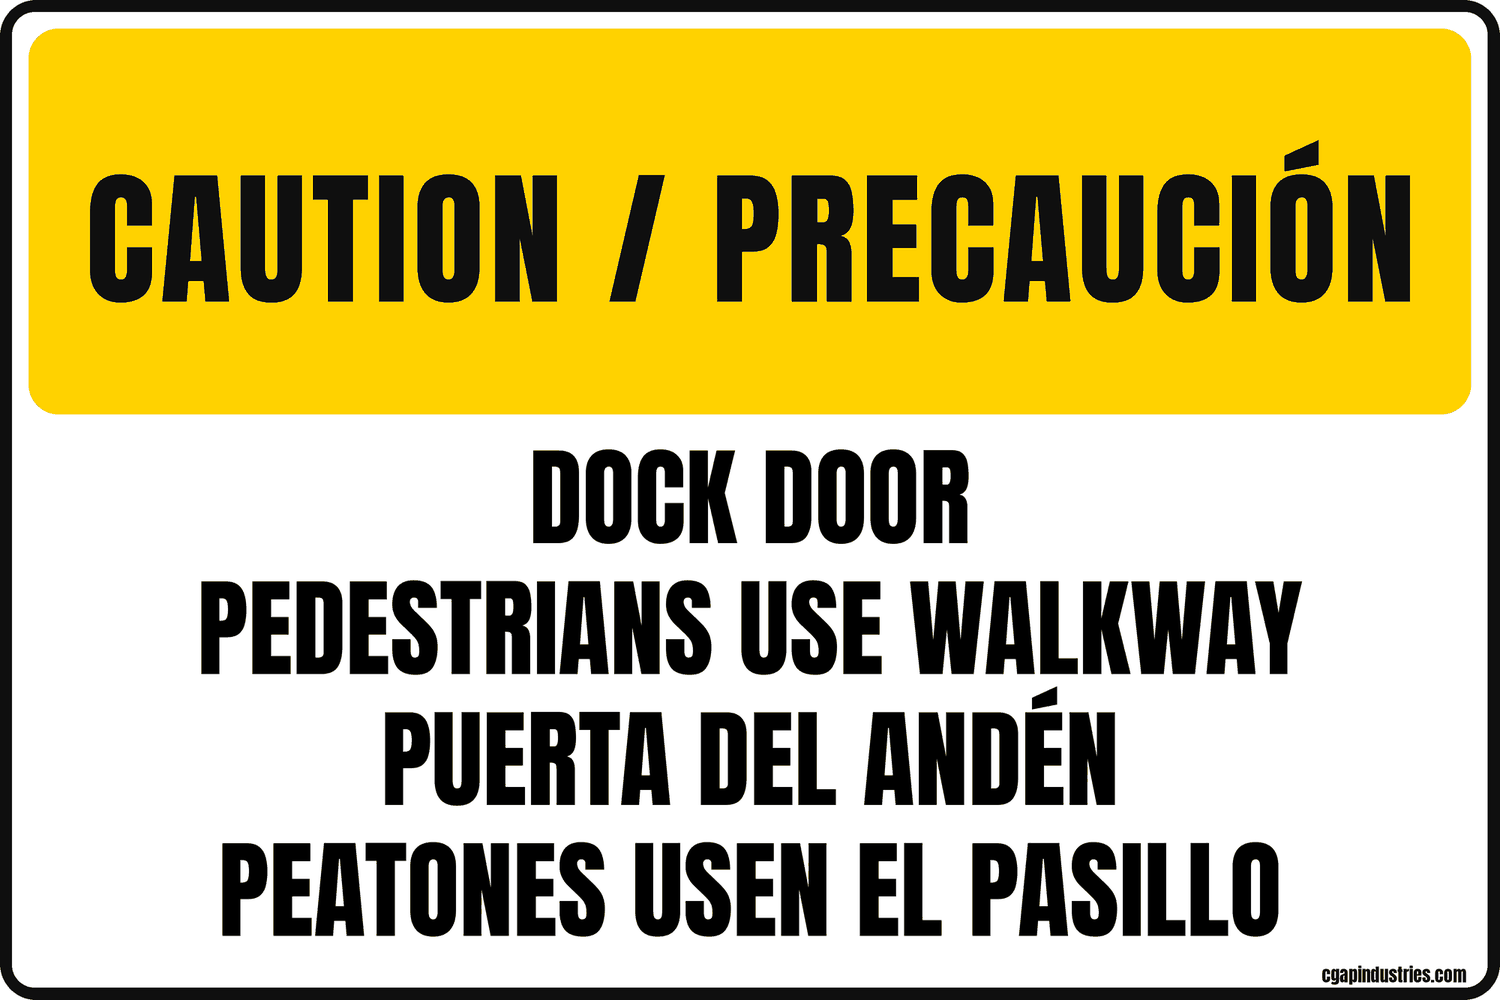 CAUTION / PRECAUCIÓN
DOCK DOOR
PEDESTRIANS USE WALKWAY
PUERTA DEL ANDÉN
PEATONES USEN EL PASILLO
cgapindustries.com